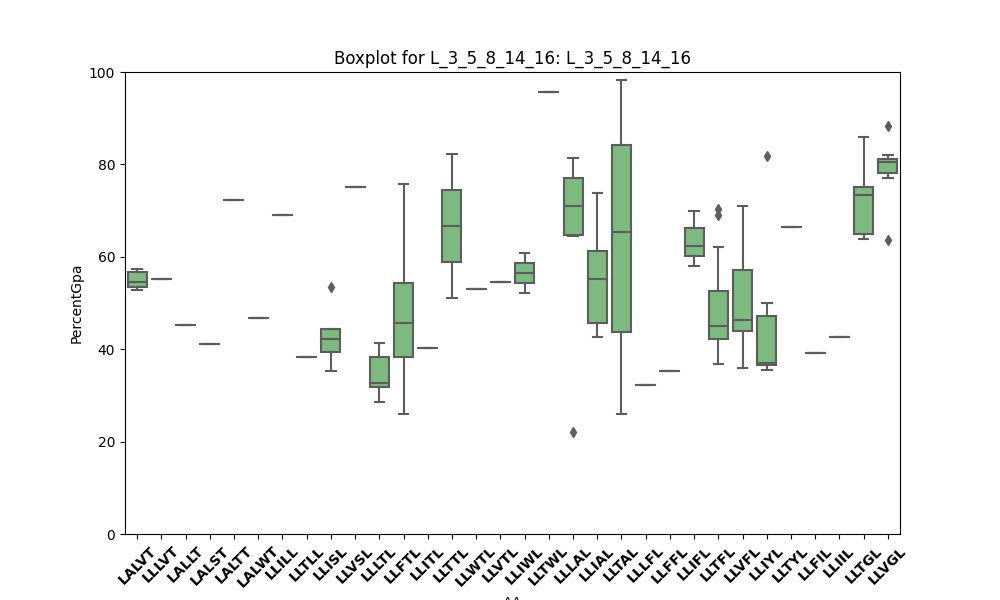 Boxplot for L_3_5_8_14_16: L_3_5_8_14_16
100
80
60
40
20
0
PercentGpa
LALVT LLLVT LALLT LALST LALTT LALWT LLILL LLTLL LLISL LLVSL LLLTL LLFTL LLITL LLTTL LLWTL LLVTL LLIWL LLTWL LLLAL LLIAL LLTAL LLLFL LLFFL LLIFL LLTFL LLVFL LLIYL LLTYL LLFIL LLIIL LLTGL LLVGL